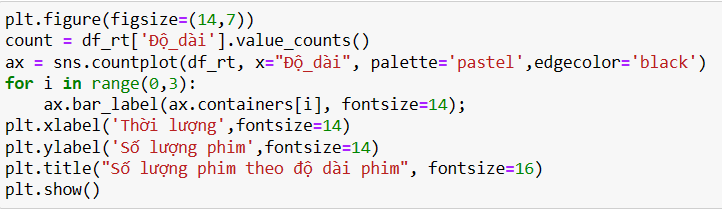 plt.figure(figsize=(14,7))
count = df_rt['Độ_dài'].value_counts()
ax = sns.countplot(df_rt, x="Độ_dài", palette='pastel',edgecolor='black')
for i in range(0,3):
    ax.bar_label(ax.containers[i], fontsize=14);
plt.xlabel('Thời lượng',fontsize=14)
plt.ylabel('Số lượng phim',fontsize=14)
plt.title("Số lượng phim theo độ dài phim", fontsize=16)
plt.show()